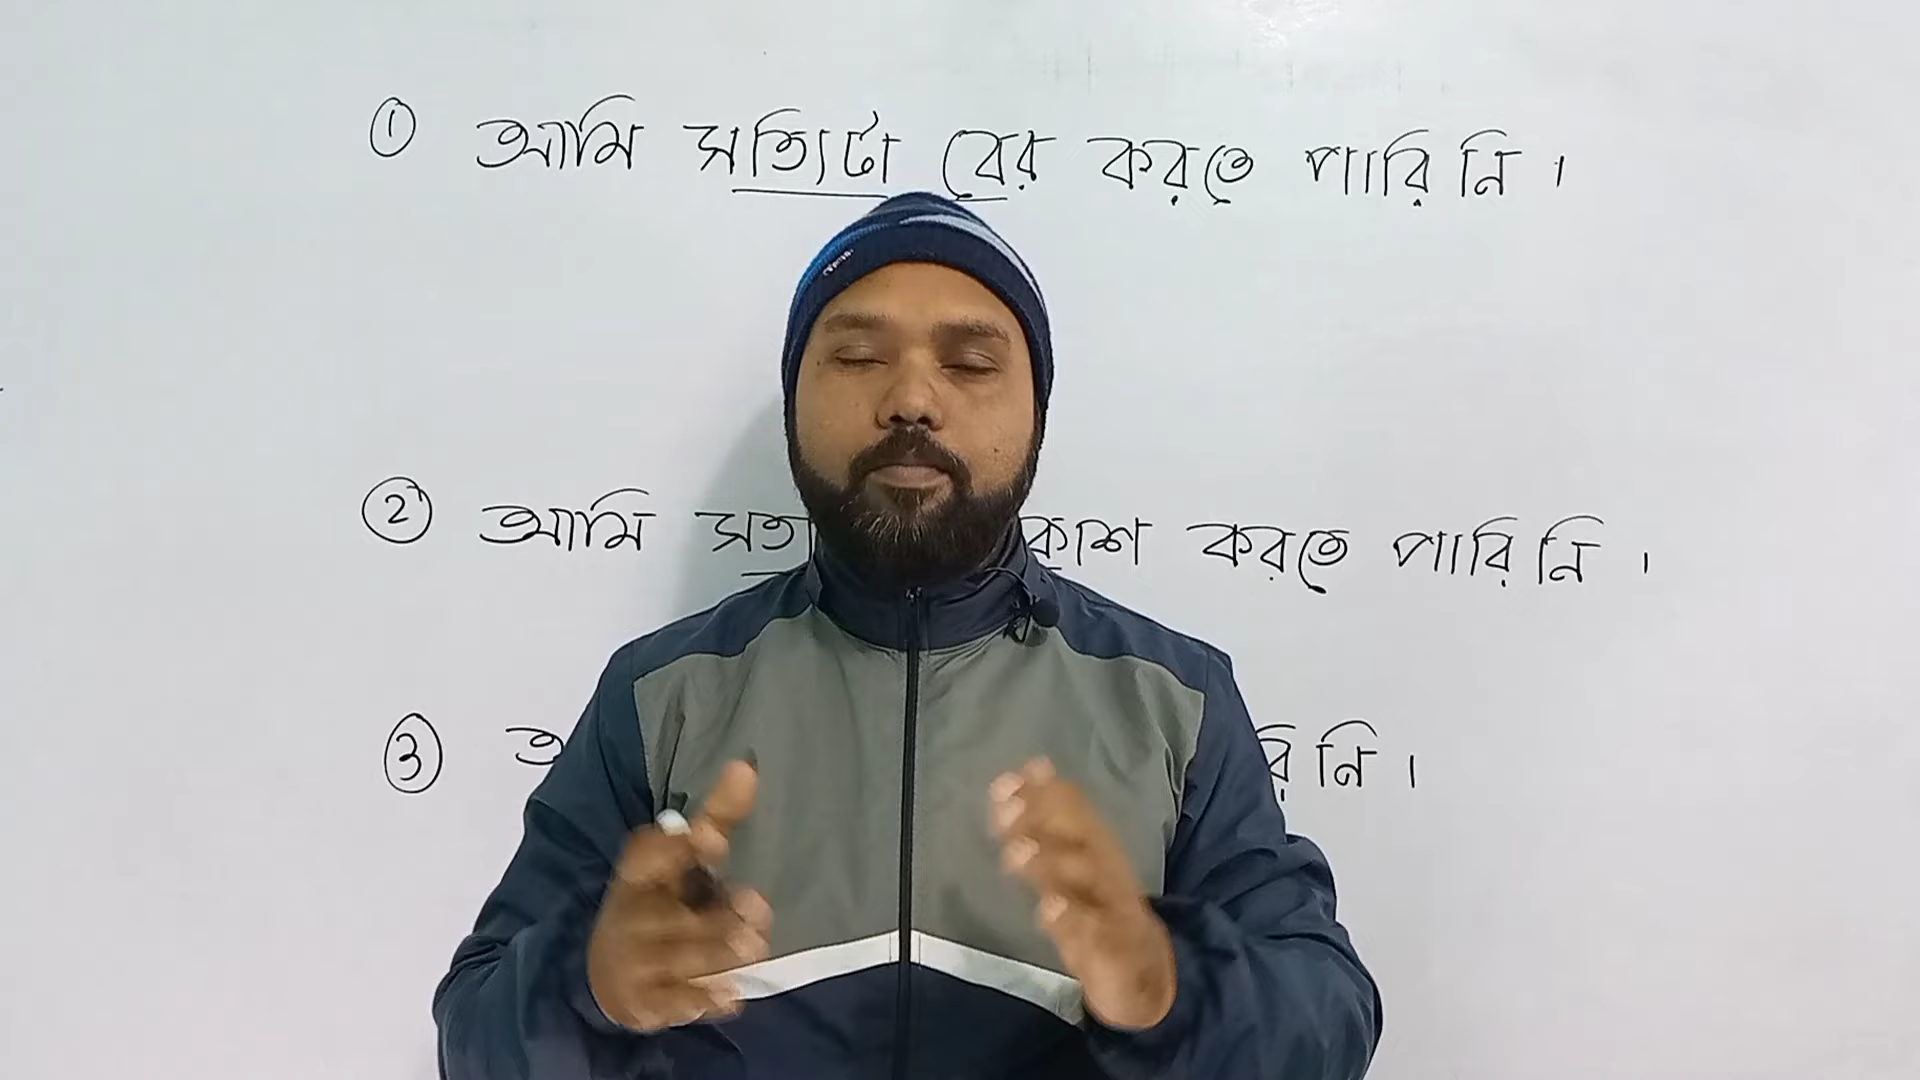 ① আমি সত্যিটা বের করতে পারিনি ।
② আমি সত্য কাশ করতে পারিনি ।
③ রিনি ।